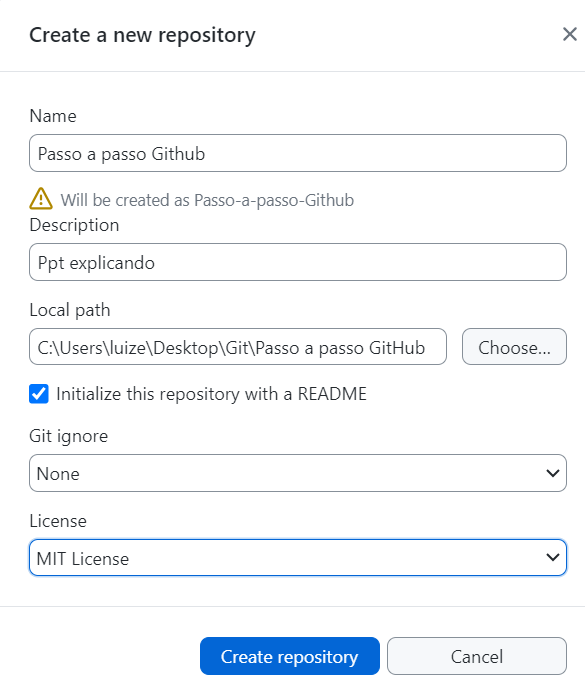 Create a new repository
Name
Passo a passo Github
Will be created as Passo-a-passo-Github
Description
Ppt explicando
Local path
C:\Users\luize\Desktop\Git\Passo a passo GitHub
Choose...
Initialize this repository with a README
Git ignore
None
License
MIT License
Create repository
Cancel